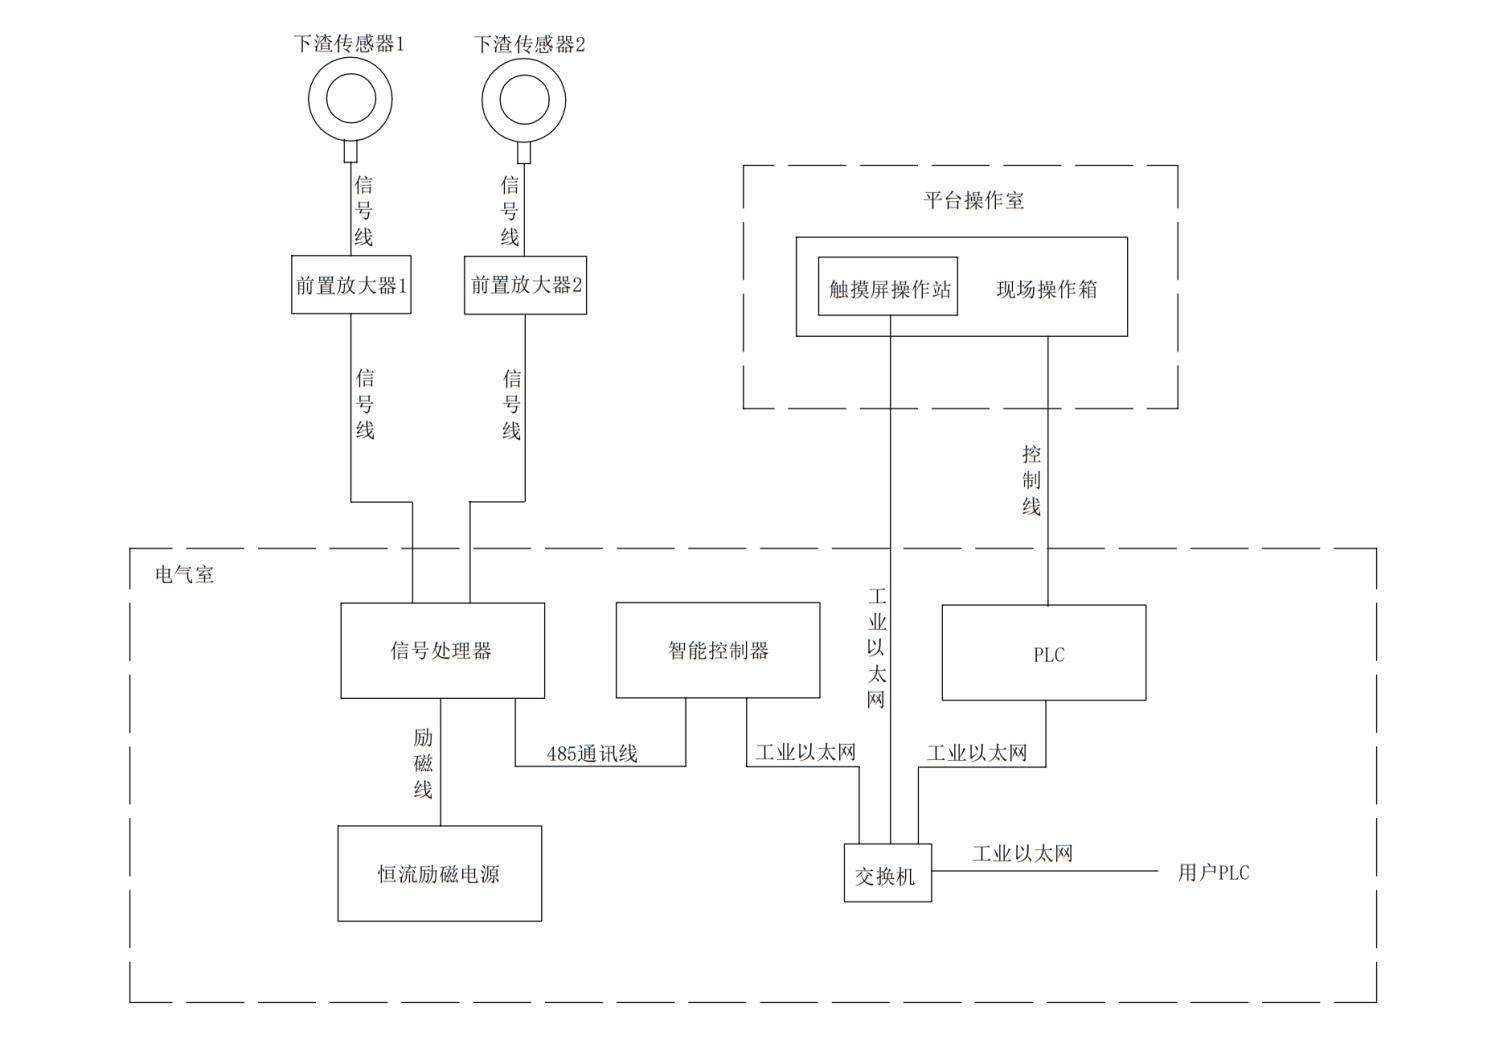 下渣传感器1
下渣传感器2
信号线
信号线
平台操作室
前置放大器1
前置放大器2
触摸屏操作站
现场操作箱
信号线
信号线
控制线
电气室
工业以太网
信号处理器
智能控制器
PLC
励磁线
485通讯线
工业以太网
工业以太网
恒流励磁电源
交换机
工业以太网
用户PLC